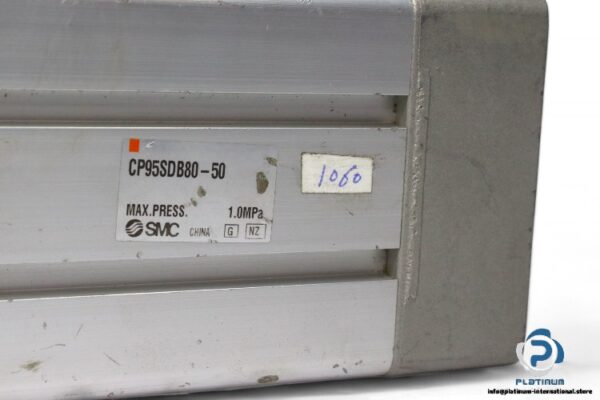 CP95SDB80-50
MAX.PRESS. 1.0MPa
SMC CHINA G NZ
1060
PLATINUM
info@platinum-international.store